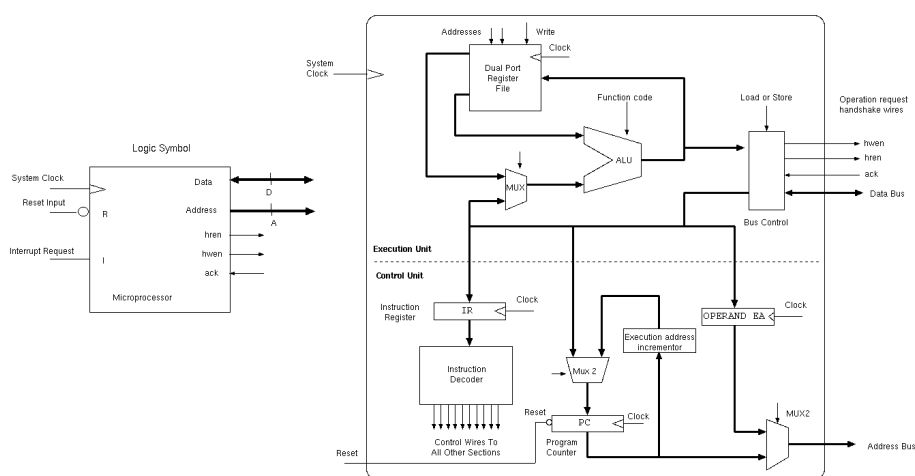 Logic Symbol
System Clock
Reset Input
R
Interrupt Request
I
Data
D
Address
A
hren
hwen
ack
Microprocessor
System
Clock
Addresses
Write
Clock
Dual Port
Register
File
Function code
ALU
MUX
Load or Store
Operation request
handshake wires
hwen
hren
ack
Data Bus
Bus Control
Execution Unit
Control Unit
Instruction
Register
IR
Clock
Instruction
Decoder
Control Wires To
All Other Sections
Mux 2
Execution address
incrementor
OPERAND EA
Clock
Reset
PC
Clock
Program
Counter
Reset
MUX2
Address Bus